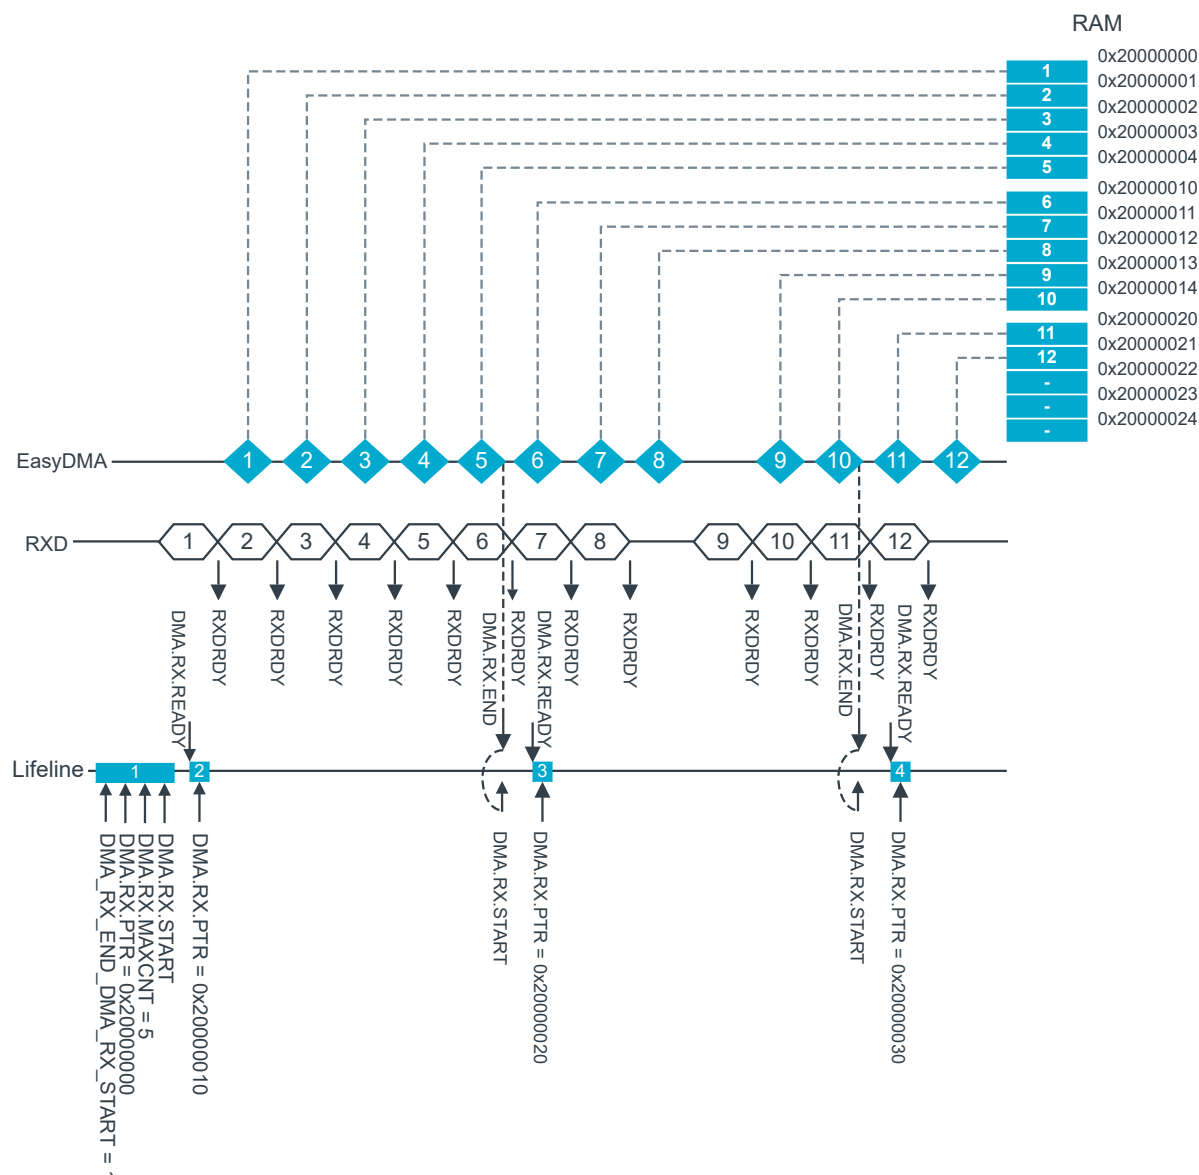 RAM
1
0x20000000
2
0x20000001
3
0x20000002
4
0x20000003
5
0x20000004
6
0x20000010
7
0x20000011
8
0x20000012
9
0x20000013
10
0x20000014
11
0x20000020
12
0x20000021
-
0x20000022
-
0x20000023
-
0x20000024
EasyDMA
1 2 3 4 5 6 7 8 9 10 11 12
RXD
1 2 3 4 5 6 7 8 9 10 11 12
DMA.RX.READY
RXDRDY
RXDRDY
RXDRDY
RXDRDY
RXDRDY
DMA.RX.END
RXDRDY
DMA.RX.READY
RXDRDY
RXDRDY
RXDRDY
RXDRDY
DMA.RX.END
RXDRDY
DMA.RX.READY
RXDRDY
Lifeline
1 2 3 4
DMA_RX_END_DMA_RX_START =
DMA.RX.PTR = 0x20000000
DMA.RX.MAXCNT = 5
DMA.RX.START
DMA.RX.PTR = 0x20000010
DMA.RX.START
DMA.RX.PTR = 0x20000020
DMA.RX.START
DMA.RX.PTR = 0x20000030